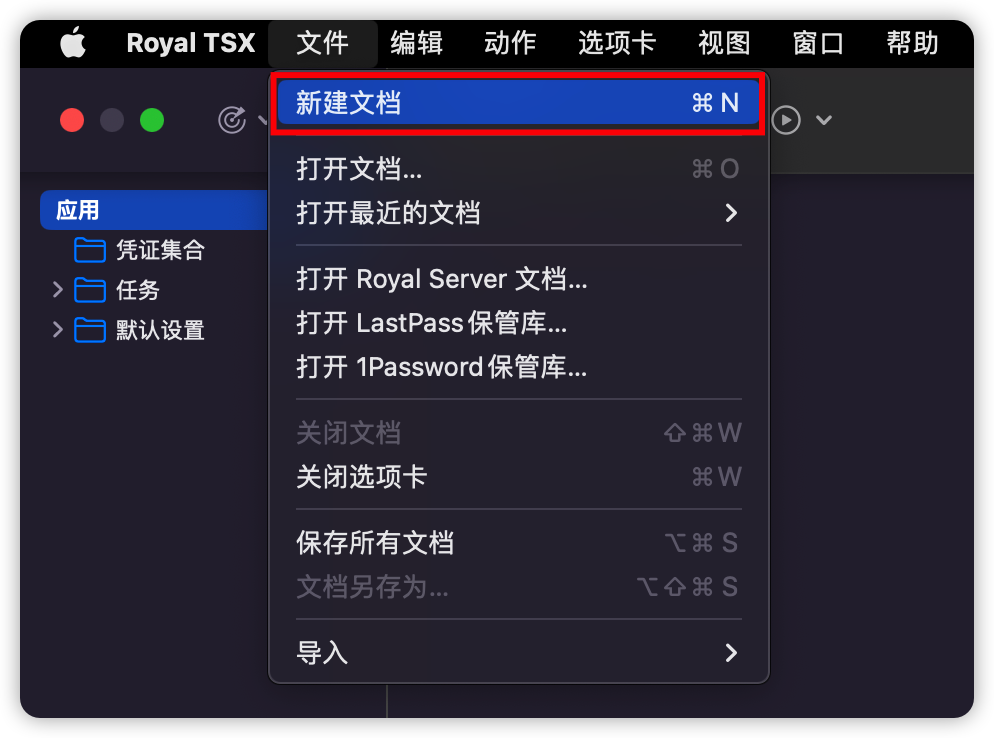 Royal TSX 文件 编辑 动作 选项卡 视图 窗口 帮助
新建文档 ⌘ N
打开文档... ⌘ O
打开最近的文档
打开 Royal Server 文档...
打开 LastPass 保管库...
打开 1Password 保管库...
关闭文档 ⇧ ⌘ W
关闭选项卡 ⌘ W
保存所有文档 ⌥ ⌘ S
文档另存为... ⌥ ⇧ ⌘ S
导入
应用
凭证集合
任务
默认设置